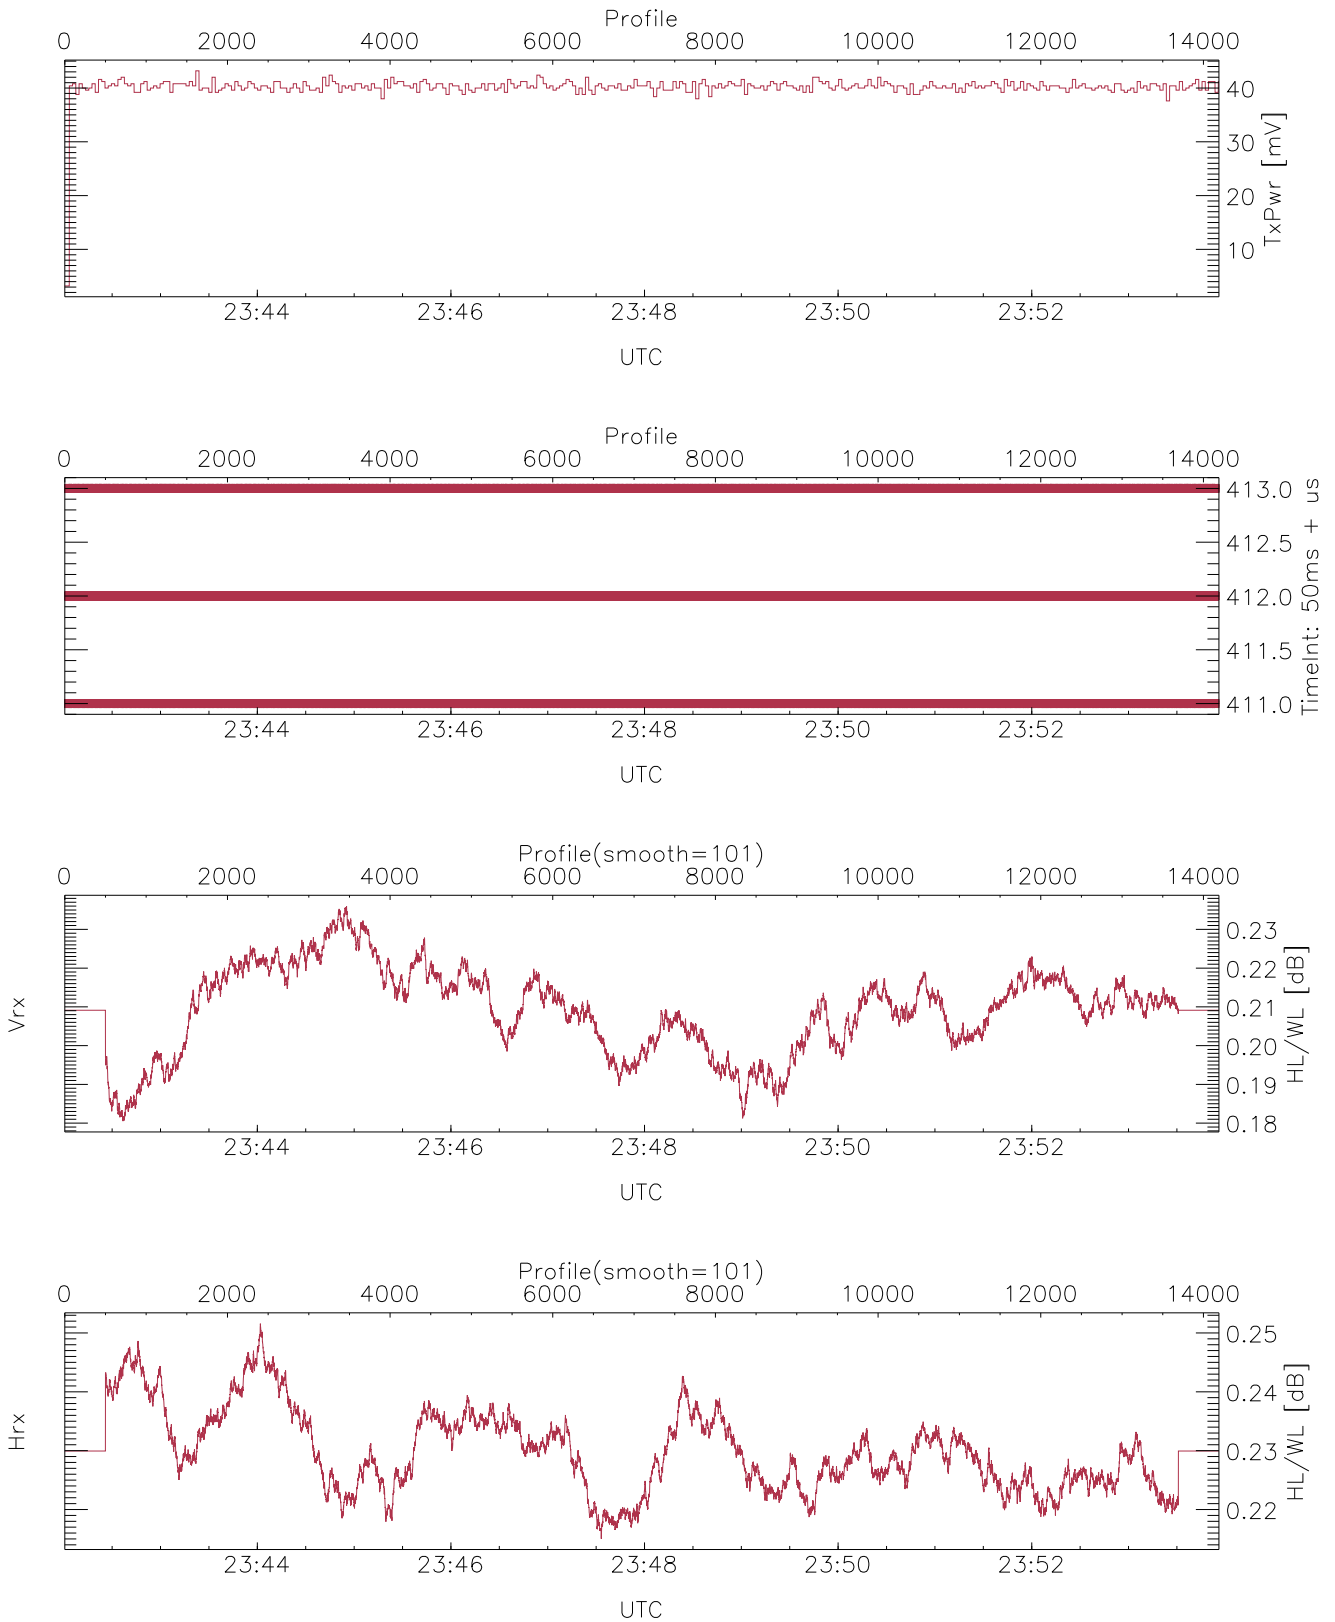 Profile
0 2000 4000 6000 8000 10000 12000 14000
40
30
20
10
TxPwr [mV]
23:44 23:46 23:48 23:50 23:52
UTC
Profile
0 2000 4000 6000 8000 10000 12000 14000
413.0
412.5
412.0
411.5
411.0
TimeInt: 50ms + us
23:44 23:46 23:48 23:50 23:52
UTC
Profile(smooth=101)
0 2000 4000 6000 8000 10000 12000 14000
Vrx
0.23
0.22
0.21
0.20
0.19
0.18
HL/WL [dB]
23:44 23:46 23:48 23:50 23:52
UTC
Profile(smooth=101)
0 2000 4000 6000 8000 10000 12000 14000
Hrx
0.25
0.24
0.23
0.22
HL/WL [dB]
23:44 23:46 23:48 23:50 23:52
UTC